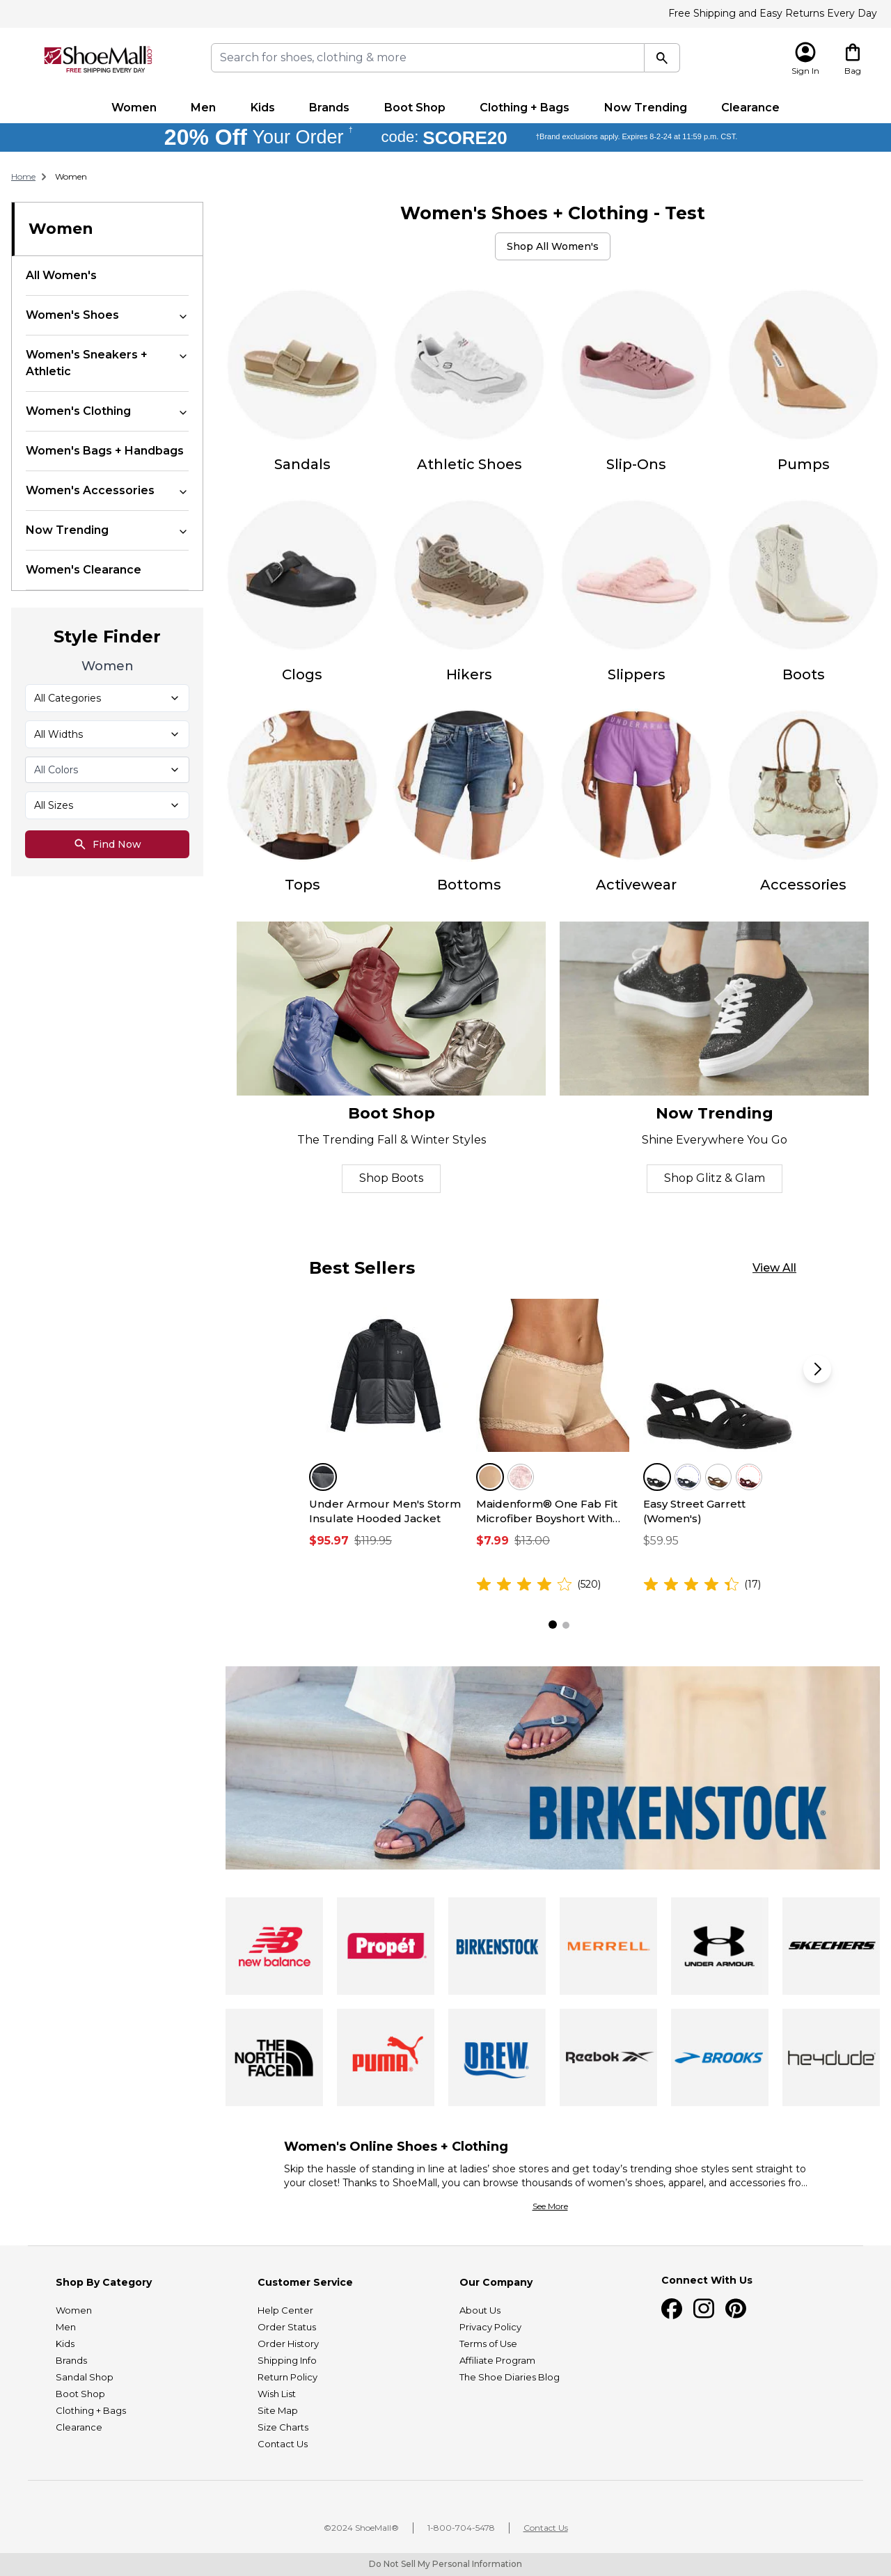 Free Shipping and Easy Returns Every Day
ShoeMall.com
FREE SHIPPING EVERY DAY
Search for shoes, clothing & more
Sign In
Bag
Women Men Kids Brands Boot Shop Clothing + Bags Now Trending Clearance
20% Off Your Order † code: SCORE20 †Brand exclusions apply. Expires 8-2-24 at 11:59 p.m. CST.
Home Women
Women
All Women's
Women's Shoes
Women's Sneakers +
Athletic
Women's Clothing
Women's Bags + Handbags
Women's Accessories
Now Trending
Women's Clearance
Style Finder
Women
All Categories
All Widths
All Colors
All Sizes
Find Now
Women's Shoes + Clothing - Test
Shop All Women's
Sandals Athletic Shoes Slip-Ons Pumps
Clogs Hikers Slippers Boots
UNDER ARMOUR
Tops Bottoms Activewear Accessories
Boot Shop
The Trending Fall & Winter Styles
Shop Boots
Now Trending
Shine Everywhere You Go
Shop Glitz & Glam
Best Sellers
View All
Under Armour Men's Storm
Insulate Hooded Jacket
$95.97 $119.95
Maidenform® One Fab Fit
Microfiber Boyshort With...
$7.99 $13.00
(520)
Easy Street Garrett
(Women's)
$59.95
(17)
BIRKENSTOCK®
new balance
Propét
BIRKENSTOCK
MERRELL
UNDER ARMOUR.
SKECHERS
THE
NORTH
FACE
PUMA
DREW
Reebok
BROOKS
heydude
Women's Online Shoes + Clothing
Skip the hassle of standing in line at ladies’ shoe stores and get today’s trending shoe styles sent straight to
your closet! Thanks to ShoeMall, you can browse thousands of women’s shoes, apparel, and accessories fro...
See More
Shop By Category
Women
Men
Kids
Brands
Sandal Shop
Boot Shop
Clothing + Bags
Clearance
Customer Service
Help Center
Order Status
Order History
Shipping Info
Return Policy
Wish List
Site Map
Size Charts
Contact Us
Our Company
About Us
Privacy Policy
Terms of Use
Affiliate Program
The Shoe Diaries Blog
Connect With Us
©2024 ShoeMall® 1-800-704-5478 Contact Us
Do Not Sell My Personal Information